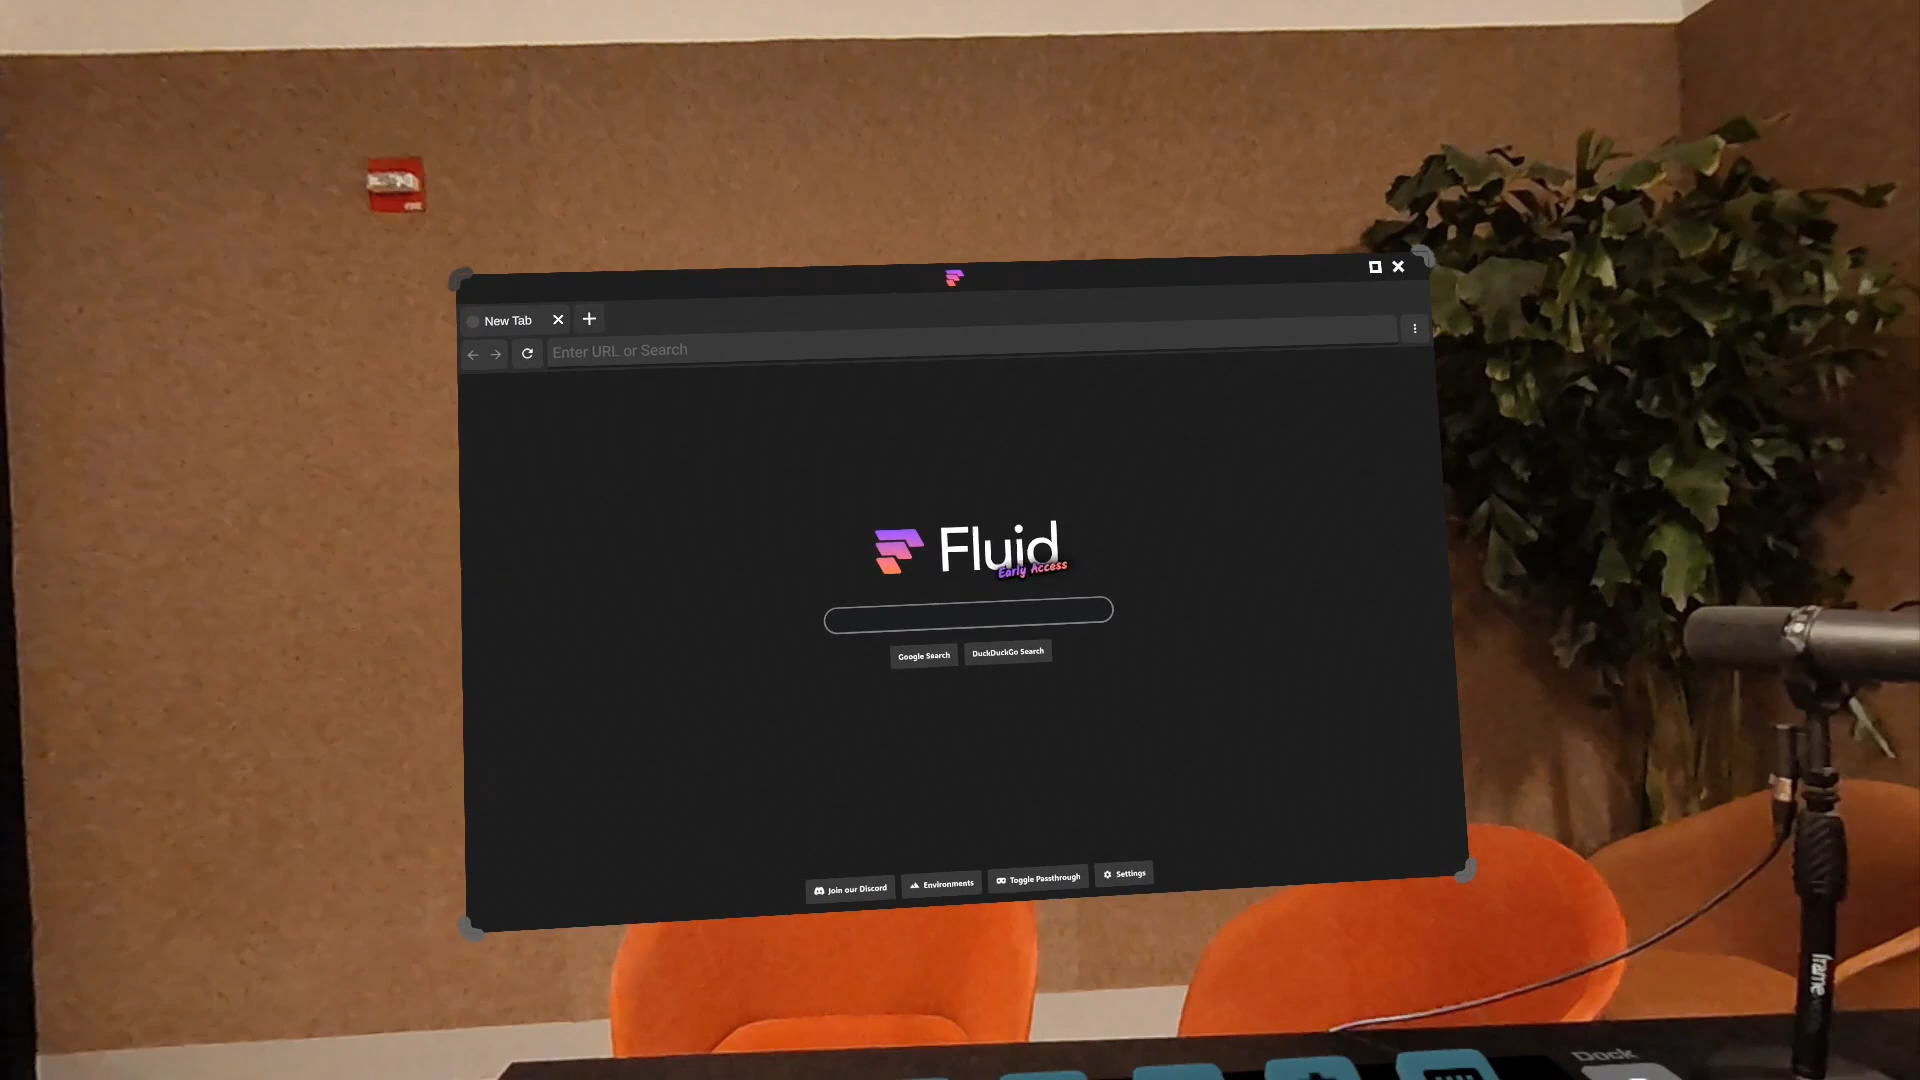 New Tab
Enter URL or Search
Fluid
Early Access
Google Search
DuckDuckGo Search
Join our Discord
Environments
Toggle Passthrough
Settings
frame
Dock